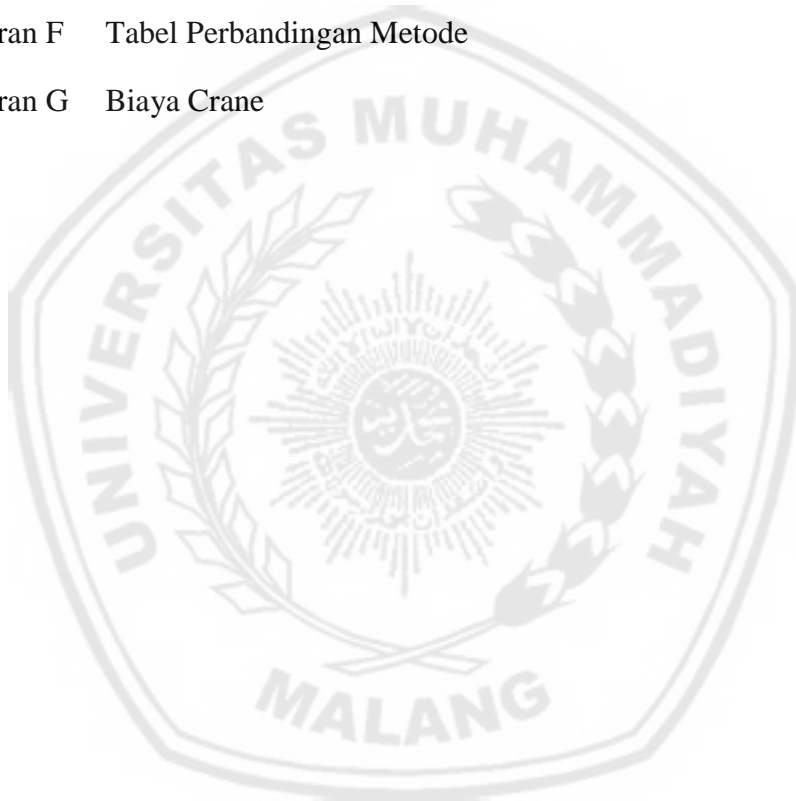 ran F Tabel Perbandingan Metode
ran G Biaya Crane
UNIVERSITAS MUHAMMADIYAH
MALANG